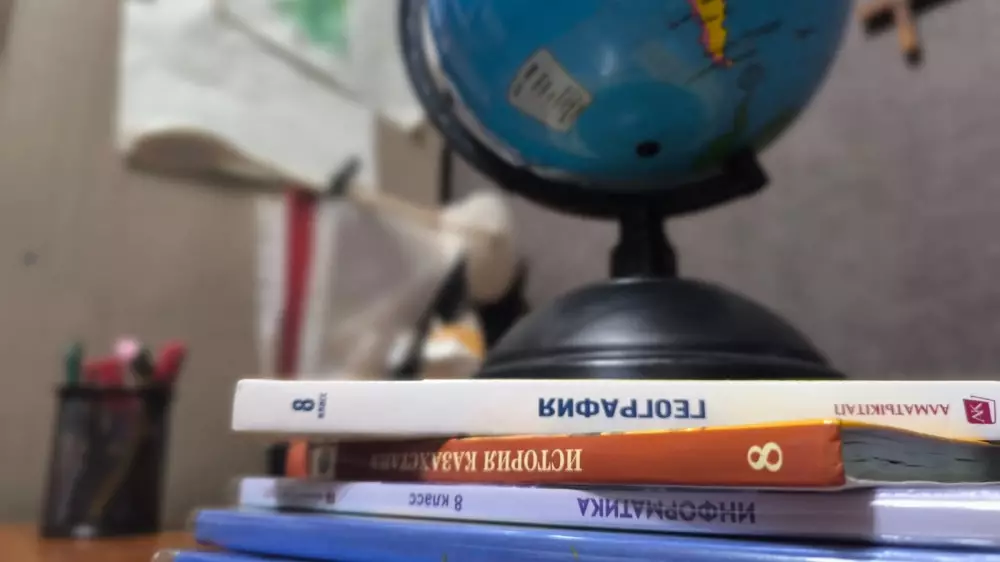 ГЕОГРАФИЯ
8
класс
АЛМАТЫКІТАП
ИСТОРИЯ КАЗАХСТАНА
8
ИНФОРМАТИКА
8 класс